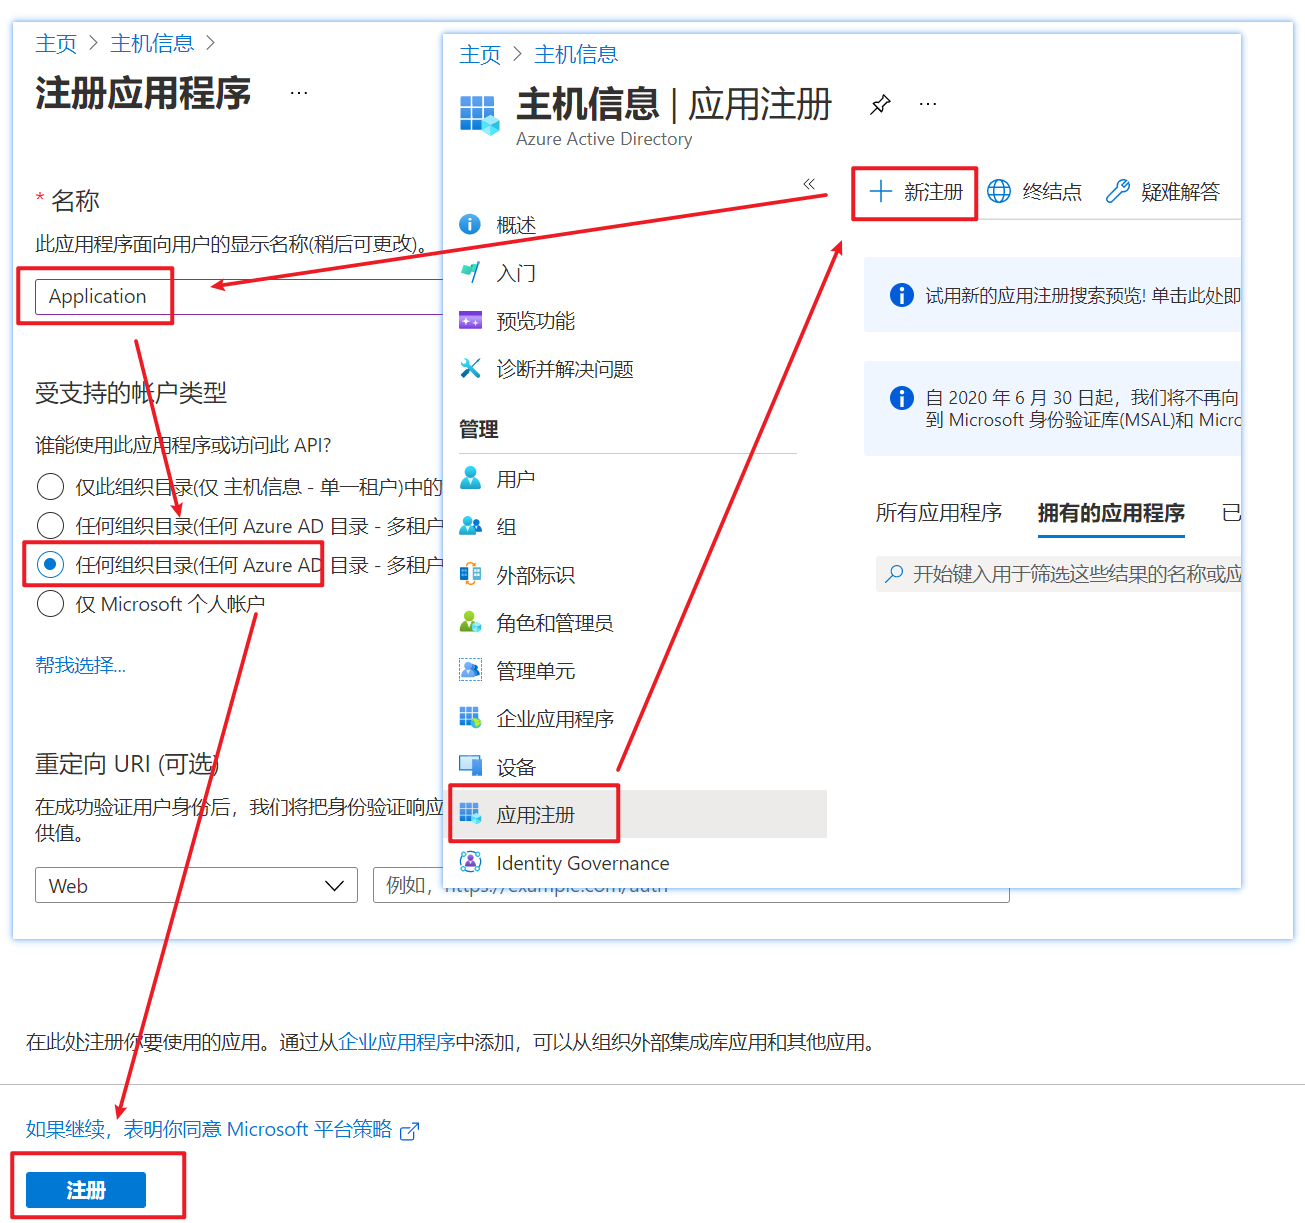 主页 > 主机信息 >
注册应用程序 ...
* 名称
此应用程序面向用户的显示名称(稍后可更改)。
Application
受支持的帐户类型
谁能使用此应用程序或访问此 API?
仅此组织目录(仅 主机信息 - 单一租户)中的
任何组织目录(任何 Azure AD 目录 - 多租户
任何组织目录(任何 Azure AD 目录 - 多租户
仅 Microsoft 个人帐户
帮我选择...
重定向 URI (可选)
在成功验证用户身份后，我们将把身份验证响应
供值。
Web
例如，https://example.com/auth
主页 > 主机信息
主机信息 | 应用注册 ...
Azure Active Directory
«
概述
入门
预览功能
诊断并解决问题
管理
用户
组
外部标识
角色和管理员
管理单元
企业应用程序
设备
应用注册
Identity Governance
新注册 终结点 疑难解答
试用新的应用注册搜索预览! 单击此处即
自 2020 年 6 月 30 日起，我们将不再向
到 Microsoft 身份验证库(MSAL)和 Micro
所有应用程序 拥有的应用程序 已
开始键入用于筛选这些结果的名称或应
在此处注册你要使用的应用。通过从企业应用程序中添加，可以从组织外部集成库应用和其他应用。
如果继续，表明你同意 Microsoft 平台策略
注册